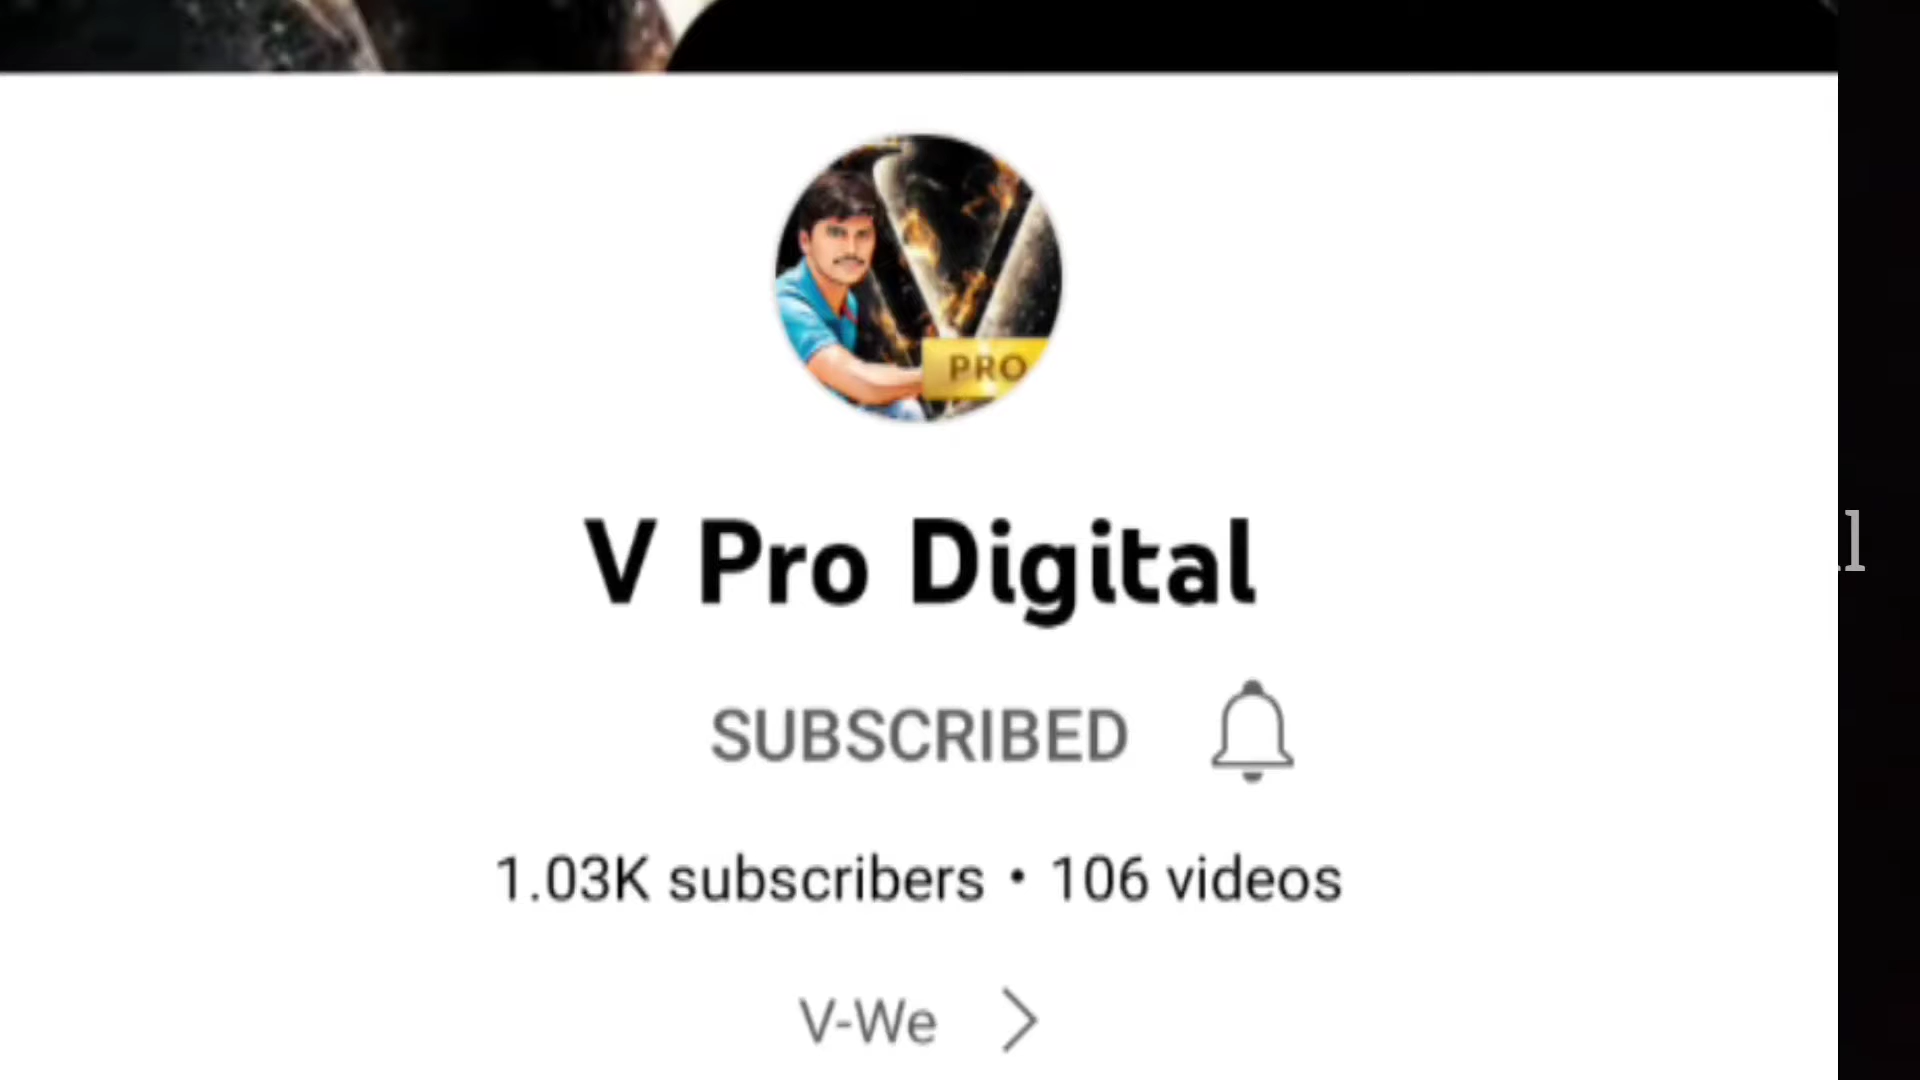 PRO
V Pro Digital
SUBSCRIBED
1.03K subscribers • 106 videos
V-We